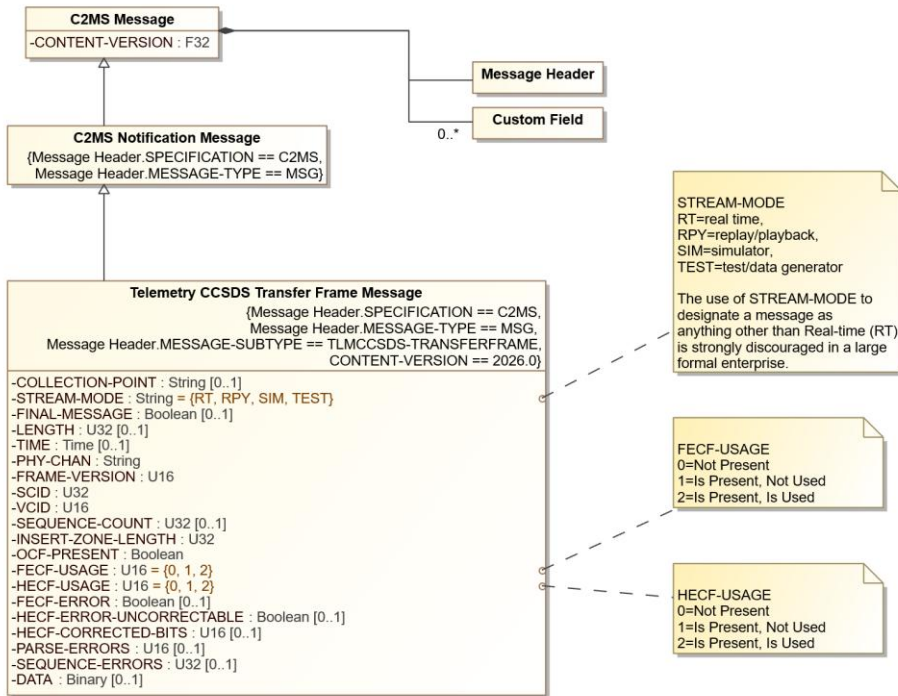 C2MS Message
-CONTENT-VERSION : F32
Message Header
Custom Field
0..*
C2MS Notification Message
{Message Header.SPECIFICATION == C2MS,
Message Header.MESSAGE-TYPE == MSG}
STREAM-MODE
RT=real time,
RPY=replay/playback,
SIM=simulator,
TEST=test/data generator
The use of STREAM-MODE to
designate a message as
anything other than Real-time (RT)
is strongly discouraged in a large
formal enterprise.
Telemetry CCSDS Transfer Frame Message
{Message Header.SPECIFICATION == C2MS,
Message Header.MESSAGE-TYPE == MSG,
Message Header.MESSAGE-SUBTYPE == TLMCCSDS-TRANSFERFRAME,
CONTENT-VERSION == 2026.0}
-COLLECTION-POINT : String [0..1]
-STREAM-MODE : String = {RT, RPY, SIM, TEST}
-FINAL-MESSAGE : Boolean [0..1]
-LENGTH : U32 [0..1]
-TIME : Time [0..1]
-PHY-CHAN : String
-FRAME-VERSION : U16
-SCID : U32
-VCID : U16
-SEQUENCE-COUNT : U32 [0..1]
-INSERT-ZONE-LENGTH : U32
-OCF-PRESENT : Boolean
-FECF-USAGE : U16 = {0, 1, 2}
-HECF-USAGE : U16 = {0, 1, 2}
-FECF-ERROR : Boolean [0..1]
-HECF-ERROR-UNCORRECTABLE : Boolean [0..1]
-HECF-CORRECTED-BITS : U16 [0..1]
-PARSE-ERRORS : U16 [0..1]
-SEQUENCE-ERRORS : U32 [0..1]
-DATA : Binary [0..1]
FECF-USAGE
0=Not Present
1=Is Present, Not Used
2=Is Present, Is Used
HECF-USAGE
0=Not Present
1=Is Present, Not Used
2=Is Present, Is Used